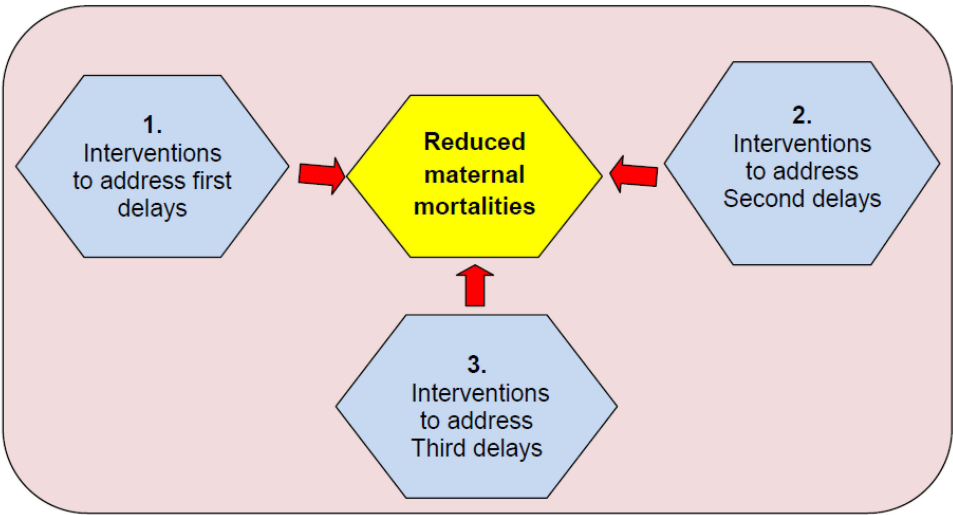 1.
Interventions
to address first
delays
Reduced
maternal
mortalities
2.
Interventions
to address
Second delays
3.
Interventions
to address
Third delays